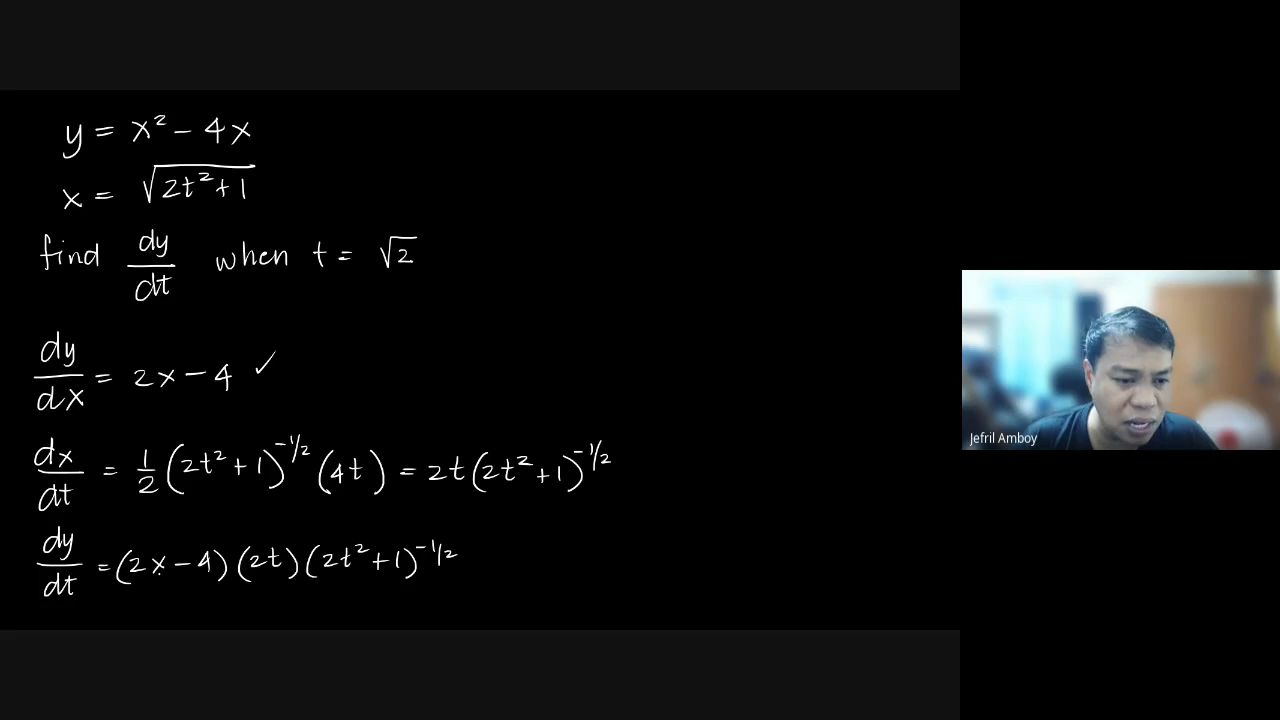 y = x² - 4x
x = √(2t² + 1)
find dy/dt when t = √2
dy/dx = 2x - 4 ✓
dx/dt = 1/2 (2t² + 1)^(-1/2) (4t) = 2t (2t² + 1)^(-1/2)
dy/dt = (2x - 4)(2t)(2t² + 1)^(-1/2)
Jefril Amboy